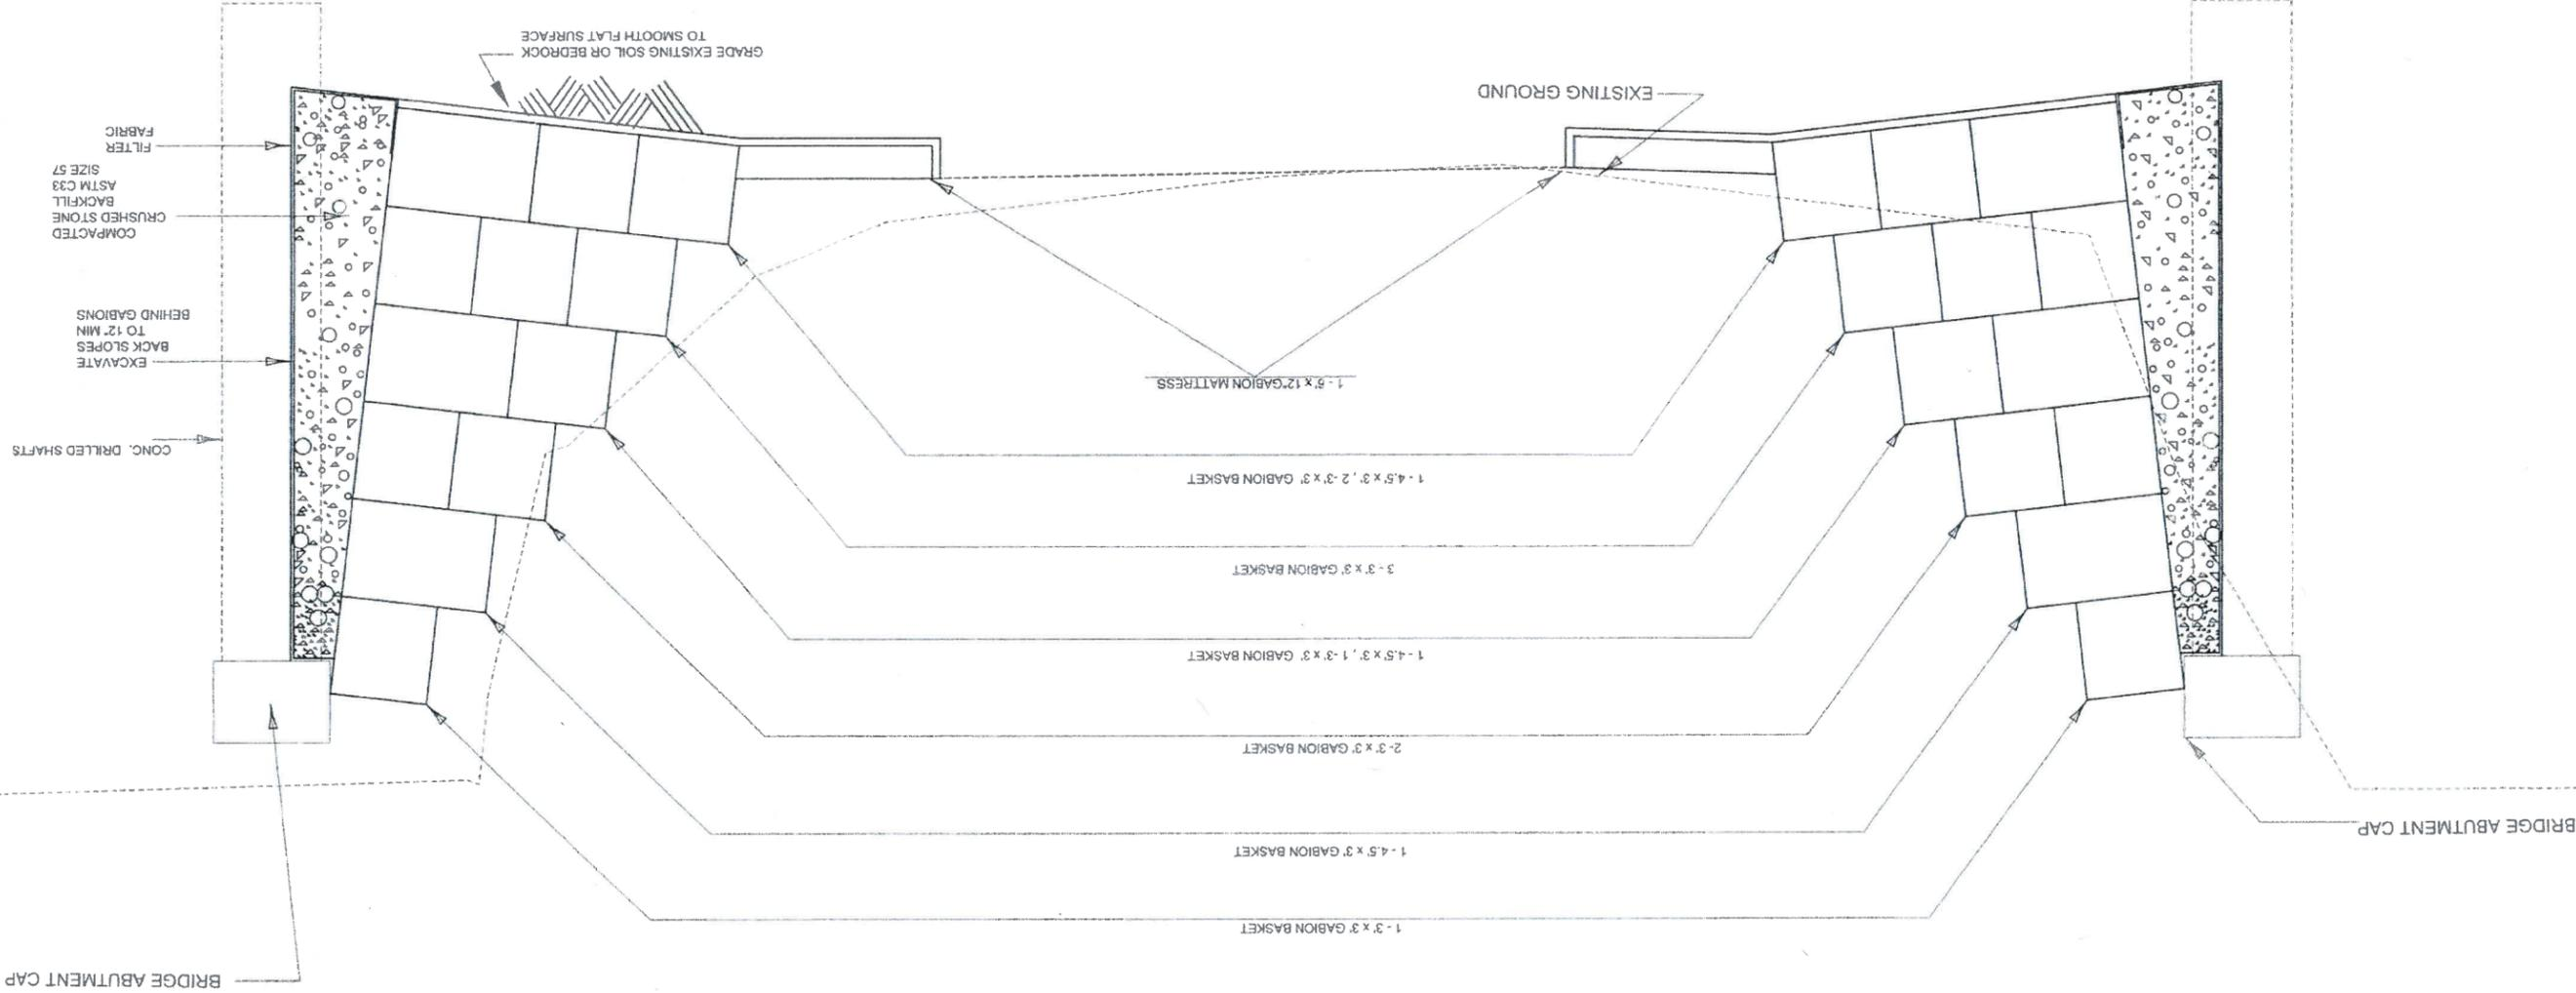 BRIDGE ABUTMENT CAP
1 - 3' x 3' GABION BASKET
1 - 4.5' x 3' GABION BASKET
BRIDGE ABUTMENT CAP
2- 3' x 3' GABION BASKET
1 - 4.5' x 3' , 1 -3' x 3' GABION BASKET
3 - 3' x 3' GABION BASKET
1 - 4.5' x 3' , 2 -3' x 3' GABION BASKET
CONC. DRILLED SHAFTS
1 - 6' x 12"GABION MATTRESS
EXCAVATE
BACK SLOPES
TO 12" MIN
BEHIND GABIONS
COMPACTED
CRUSHED STONE
BACKFILL
ASTM C33
SIZE 57
FILTER
FABRIC
EXISTING GROUND
GRADE EXISTING SOIL OR BEDROCK
TO SMOOTH FLAT SURFACE